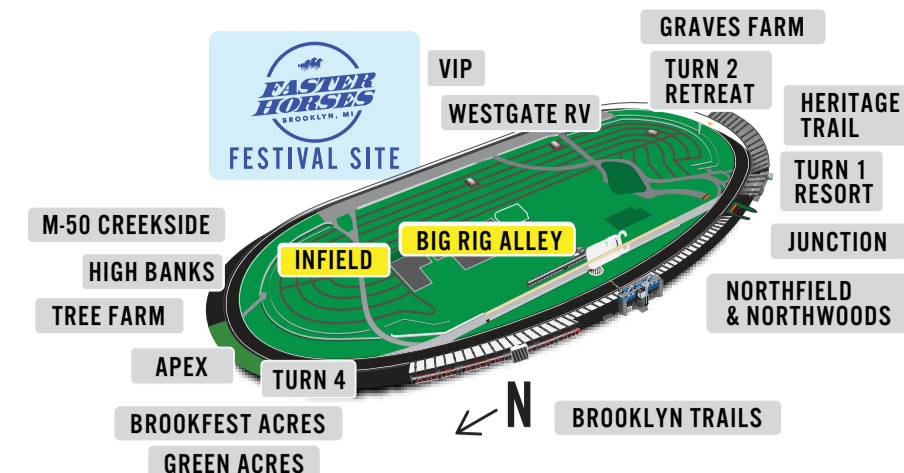 GRAVES FARM
FASTER
HORSES
BROOKLYN, MI
FESTIVAL SITE
VIP
TURN 2
RETREAT
WESTGATE RV
HERITAGE
TRAIL
TURN 1
RESORT
M-50 CREEKSIDE
BIG RIG ALLEY
JUNCTION
INFIELD
HIGH BANKS
NORTHFIELD
& NORTHWOODS
TREE FARM
APEX
TURN 4
N
BROOKLYN TRAILS
BROOKFEST ACRES
GREEN ACRES